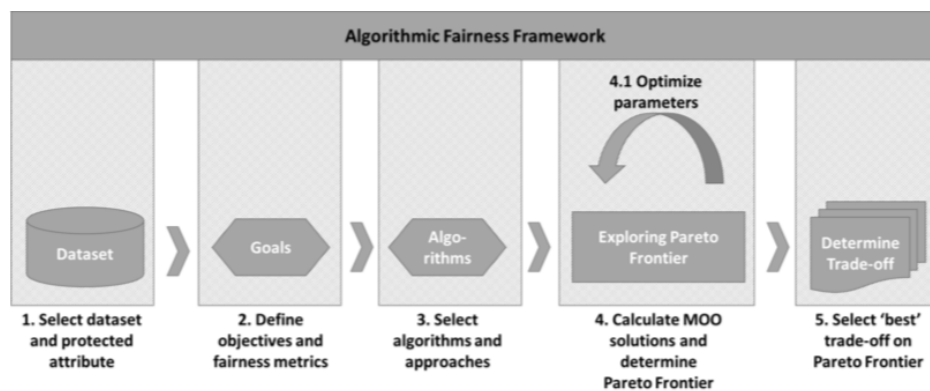 Algorithmic Fairness Framework
4.1 Optimize
parameters
Dataset
Goals
Algo-
rithms
Exploring Pareto
Frontier
Determine
Trade-off
1. Select dataset
and protected
attribute
2. Define
objectives and
fairness metrics
3. Select
algorithms and
approaches
4. Calculate MOO
solutions and
determine
Pareto Frontier
5. Select ‘best’
trade-off on
Pareto Frontier